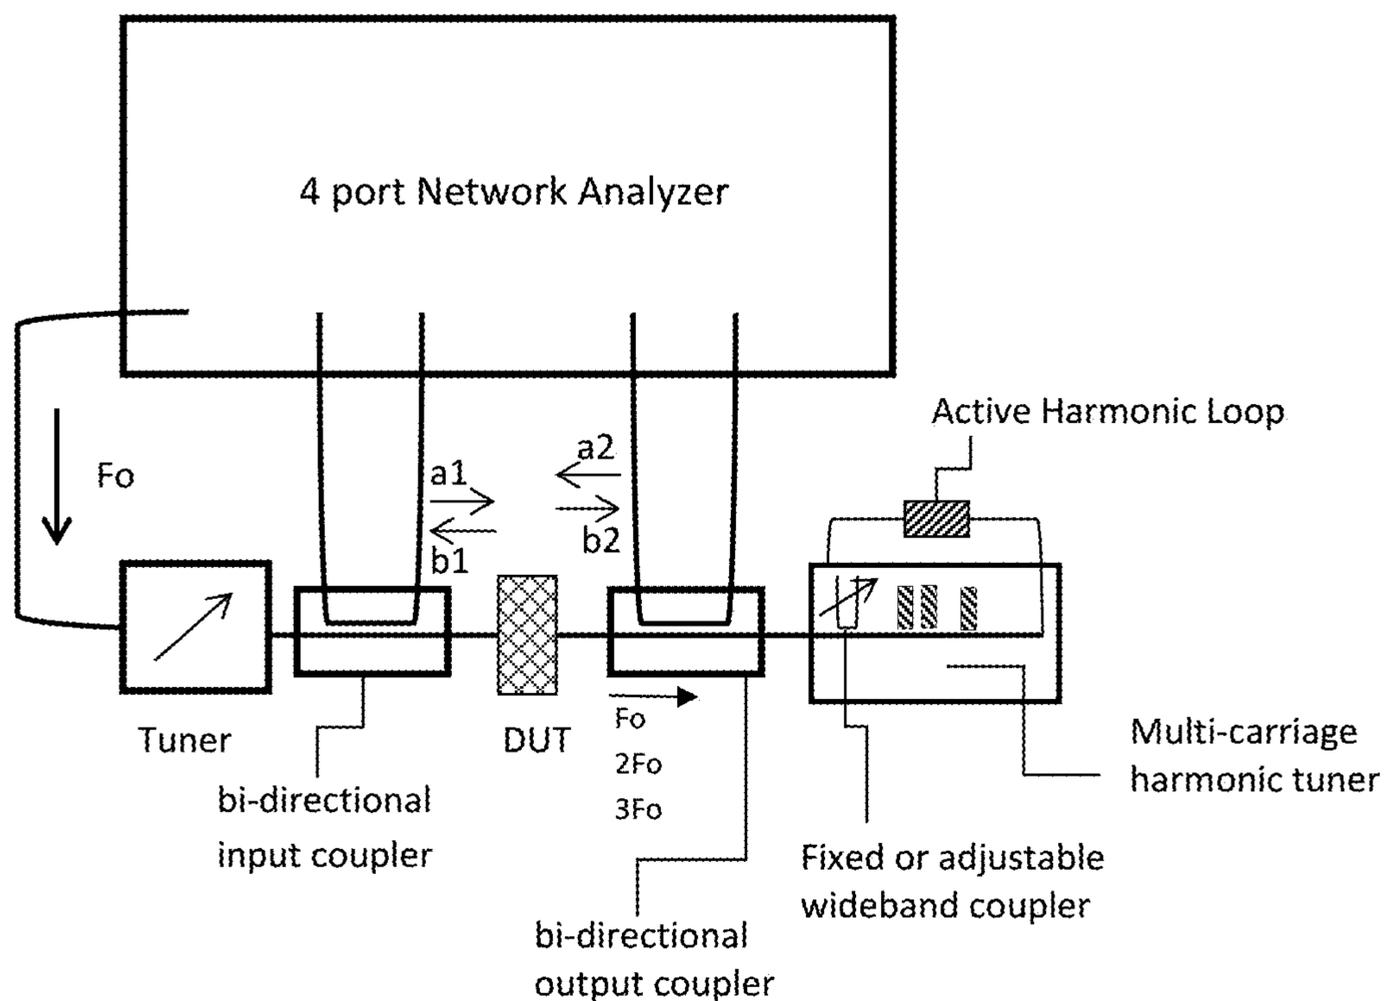 4 port Network Analyzer
Active Harmonic Loop
Fo
a1
b1
a2
b2
Tuner
DUT
Fo
2Fo
3Fo
bi-directional
input coupler
Multi-carriage
harmonic tuner
Fixed or adjustable
wideband coupler
bi-directional
output coupler